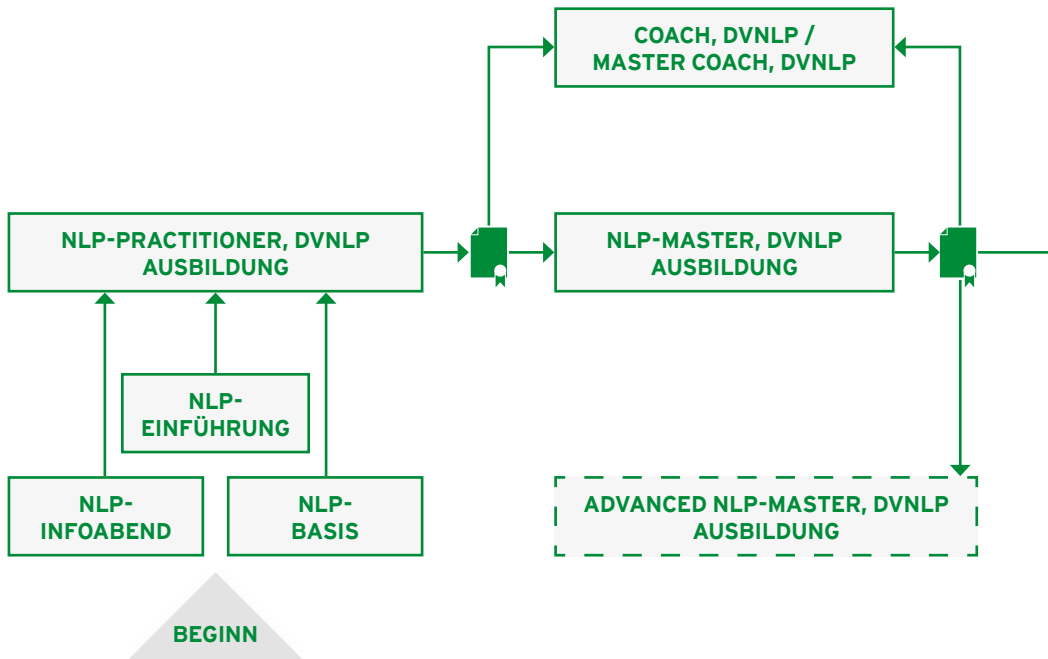 COACH, DVNLP /
MASTER COACH, DVNLP
NLP-PRACTITIONER, DVNLP
AUSBILDUNG
NLP-MASTER, DVNLP
AUSBILDUNG
NLP-
EINFÜHRUNG
NLP-
INFOABEND
NLP-
BASIS
ADVANCED NLP-MASTER, DVNLP
AUSBILDUNG
BEGINN